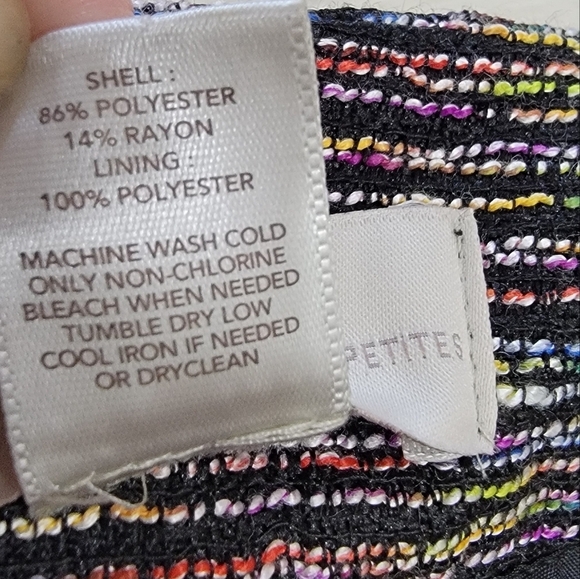 SHELL :
86% POLYESTER
14% RAYON
LINING :
100% POLYESTER
MACHINE WASH COLD
ONLY NON-CHLORINE
BLEACH WHEN NEEDED
TUMBLE DRY LOW
COOL IRON IF NEEDED
OR DRYCLEAN
PETITES